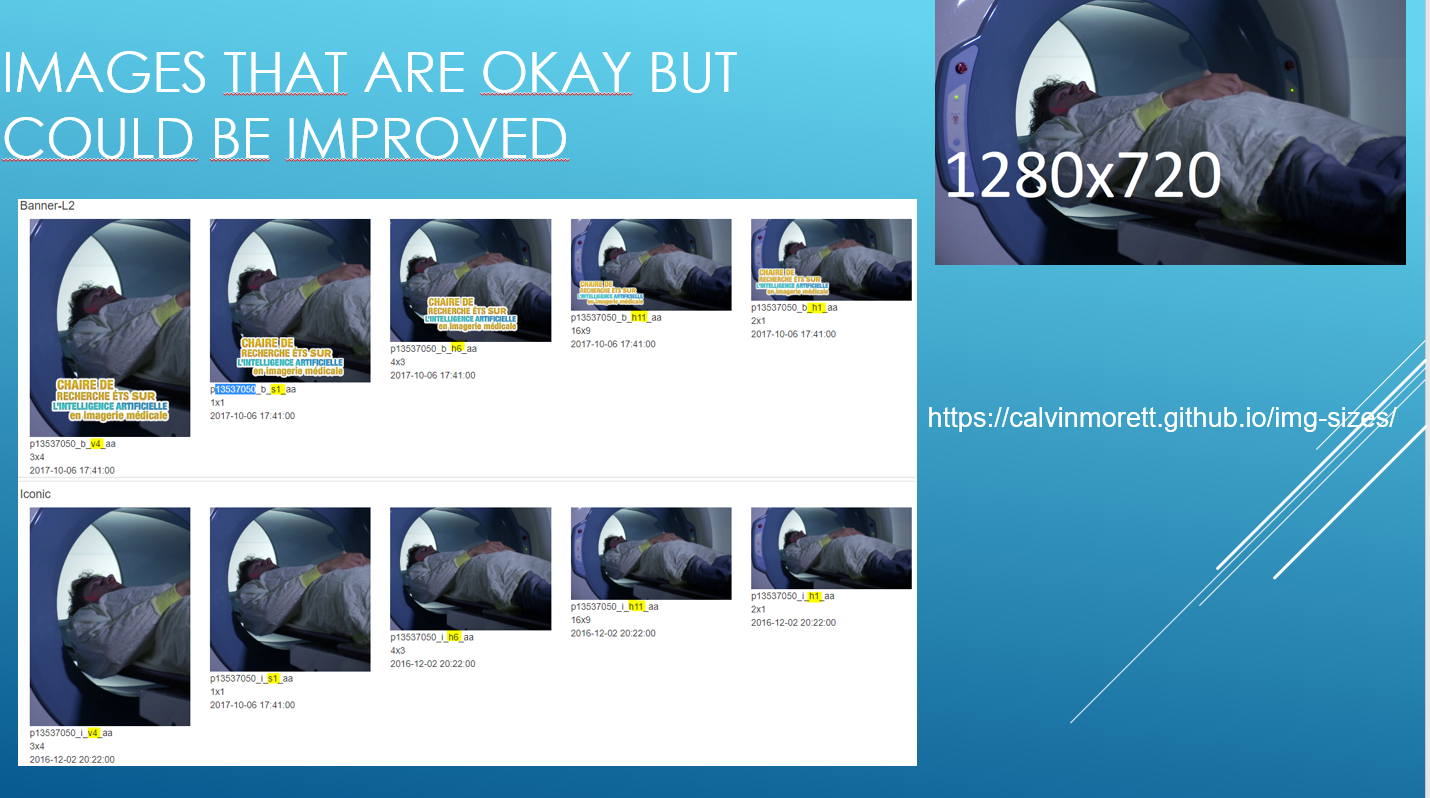 IMAGES THAT ARE OKAY BUT
COULD BE IMPROVED
1280x720
https://calvinmorett.github.io/img-sizes/
Banner-L2
CHAIRE DE
RECHERCHE ÉTS SUR
L'INTELLIGENCE ARTIFICIELLE
en imagerie médicale
p13537050_b_v4_aa
3x4
2017-10-06 17:41:00
CHAIRE DE
RECHERCHE ÉTS SUR
L'INTELLIGENCE ARTIFICIELLE
en imagerie médicale
p13537050_b_s1_aa
1x1
2017-10-06 17:41:00
CHAIRE DE
RECHERCHE ÉTS SUR
L'INTELLIGENCE ARTIFICIELLE
en imagerie médicale
p13537050_b_h6_aa
4x3
2017-10-06 17:41:00
CHAIRE DE
RECHERCHE ÉTS SUR
L'INTELLIGENCE ARTIFICIELLE
en imagerie médicale
p13537050_b_h11_aa
16x9
2017-10-06 17:41:00
CHAIRE DE
RECHERCHE ÉTS SUR
L'INTELLIGENCE ARTIFICIELLE
en imagerie médicale
p13537050_b_h1_aa
2x1
2017-10-06 17:41:00
Iconic
p13537050_i_v4_aa
3x4
2016-12-02 20:22:00
p13537050_i_s1_aa
1x1
2017-10-06 17:41:00
p13537050_i_h6_aa
4x3
2016-12-02 20:22:00
p13537050_i_h11_aa
16x9
2016-12-02 20:22:00
p13537050_i_h1_aa
2x1
2016-12-02 20:22:00